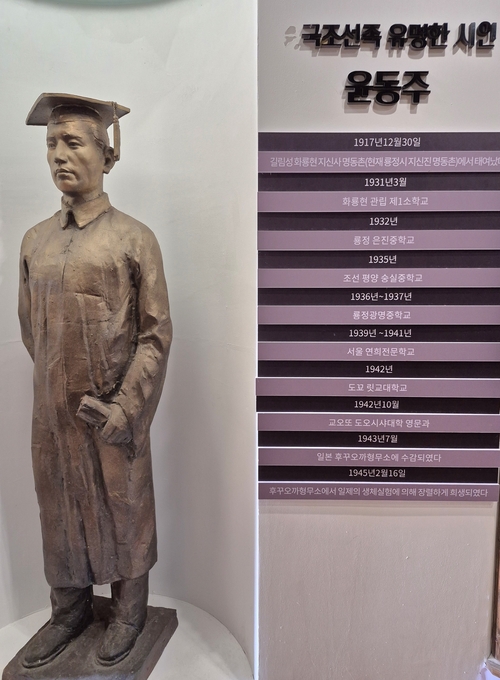 국조선족 유명한 시인
윤동주
1917년12월30일
길림성 화룡현 지신사 명동촌(현재 룡정시 지신진 명동촌)에서 태여났
1931년3월
화룡현 관립 제1소학교
1932년
룡정 은진중학교
1935년
조선 평양 숭실중학교
1936년~1937년
룡정광명중학교
1939년 ~1941년
서울 연희전문학교
1942년
도꾜 릿교대학교
1942년10월
교오또 도오시샤대학 영문과
1943년7월
일본 후꾸오까형무소에 수감되였다
1945년2월16일
후꾸오까형무소에서 일제의 생체실험에 의해 장렬하게 희생되였다